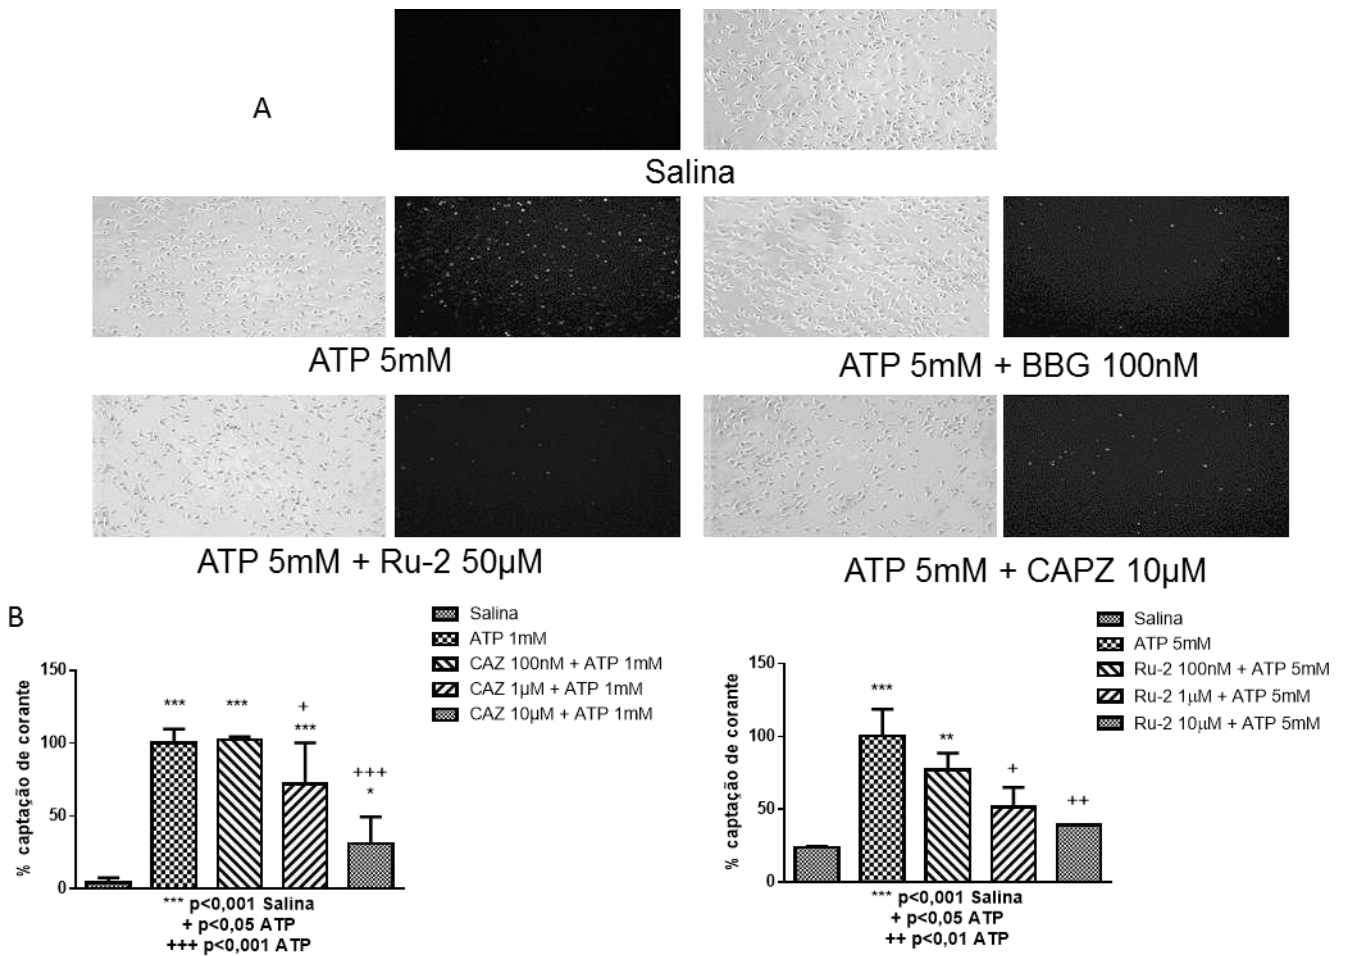 A
Salina
ATP 5mM
ATP 5mM + BBG 100nM
ATP 5mM + Ru-2 50µM
ATP 5mM + CAPZ 10µM
B
Salina
ATP 1mM
CAZ 100nM + ATP 1mM
CAZ 1µM + ATP 1mM
CAZ 10µM + ATP 1mM
% captação de corante
150
100
50
0
***
***
+
***
+++
*
*** p<0,001 Salina
+ p<0,05 ATP
+++ p<0,001 ATP
Salina
ATP 5mM
Ru-2 100nM + ATP 5mM
Ru-2 1µM + ATP 5mM
Ru-2 10µM + ATP 5mM
% captação de corante
150
100
50
0
***
**
+
++
*** p<0,001 Salina
+ p<0,05 ATP
++ p<0,01 ATP